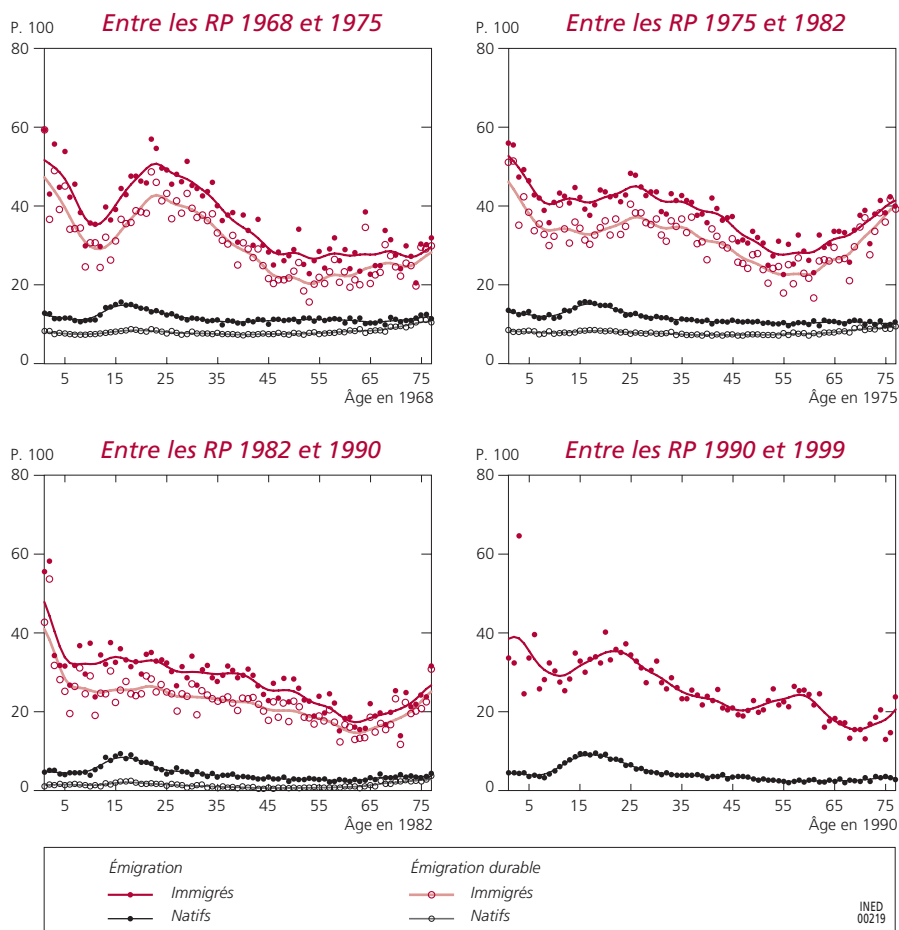 Entre les RP 1968 et 1975
P. 100
80
60
40
20
0
5 15 25 35 45 55 65 75
Âge en 1968
Entre les RP 1975 et 1982
P. 100
80
60
40
20
0
5 15 25 35 45 55 65 75
Âge en 1975
Entre les RP 1982 et 1990
P. 100
80
60
40
20
0
5 15 25 35 45 55 65 75
Âge en 1982
Entre les RP 1990 et 1999
P. 100
80
60
40
20
0
5 15 25 35 45 55 65 75
Âge en 1990
Émigration
Immigrés
Natifs
Émigration durable
Immigrés
Natifs
INED
00219